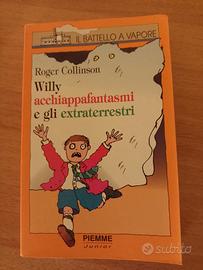 IL BATTELLO A VAPORE
Roger Collinson
Willy
acchiappafantasmi
e gli extraterrestri
PIEMME
Junior
subito